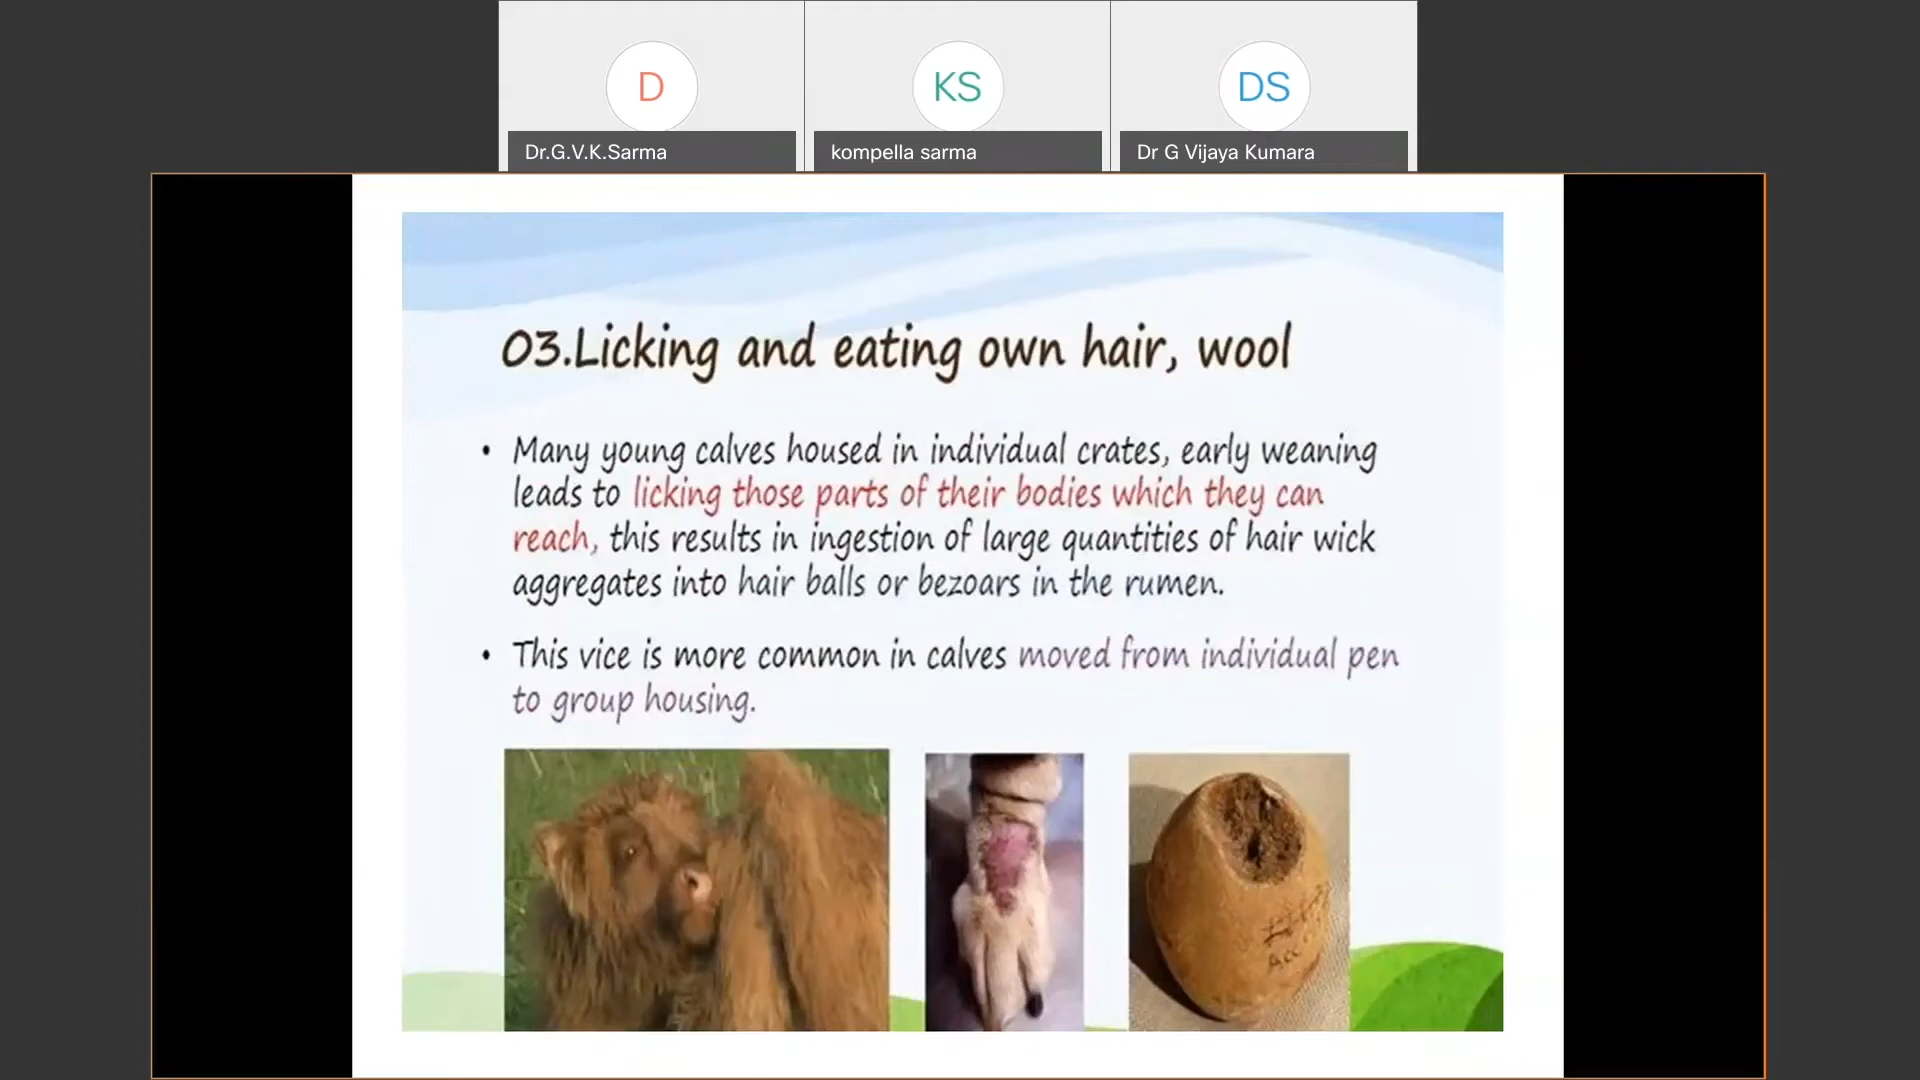 D
KS
DS
Dr.G.V.K.Sarma
kompella sarma
Dr G Vijaya Kumara
03.Licking and eating own hair, wool
• Many young calves housed in individual crates, early weaning
leads to licking those parts of their bodies which they can
reach, this results in ingestion of large quantities of hair wick
aggregates into hair balls or bezoars in the rumen.
• This vice is more common in calves moved from individual pen
to group housing.